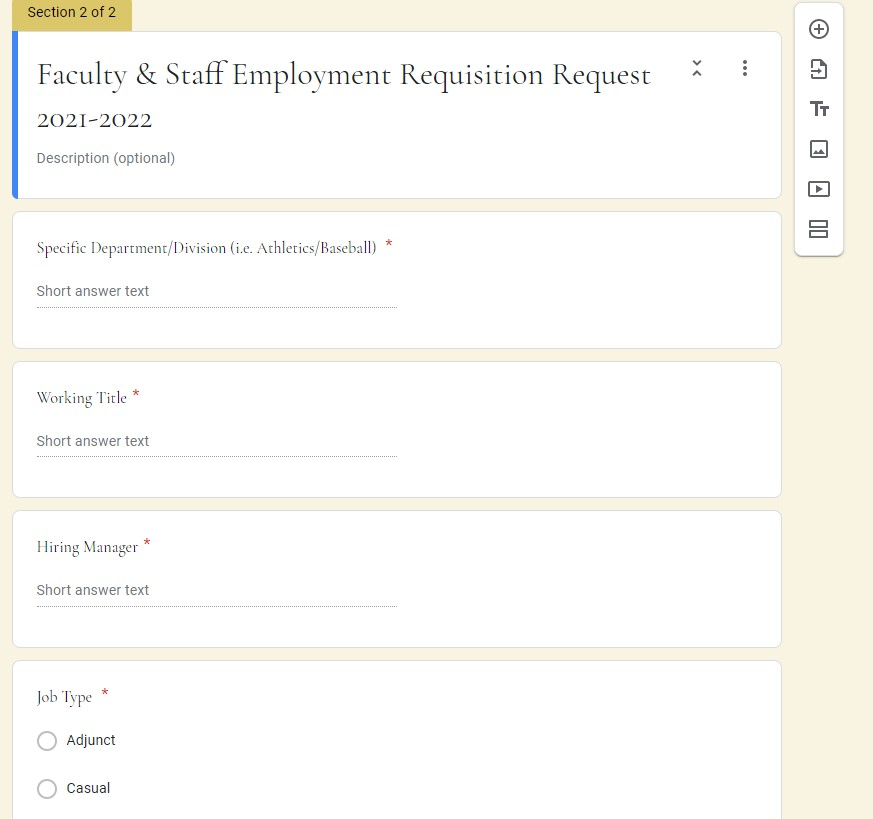 Section 2 of 2
Faculty & Staff Employment Requisition Request
2021-2022
Description (optional)
Specific Department/Division (i.e. Athletics/Baseball) *
Short answer text
Working Title *
Short answer text
Hiring Manager *
Short answer text
Job Type *
Adjunct
Casual